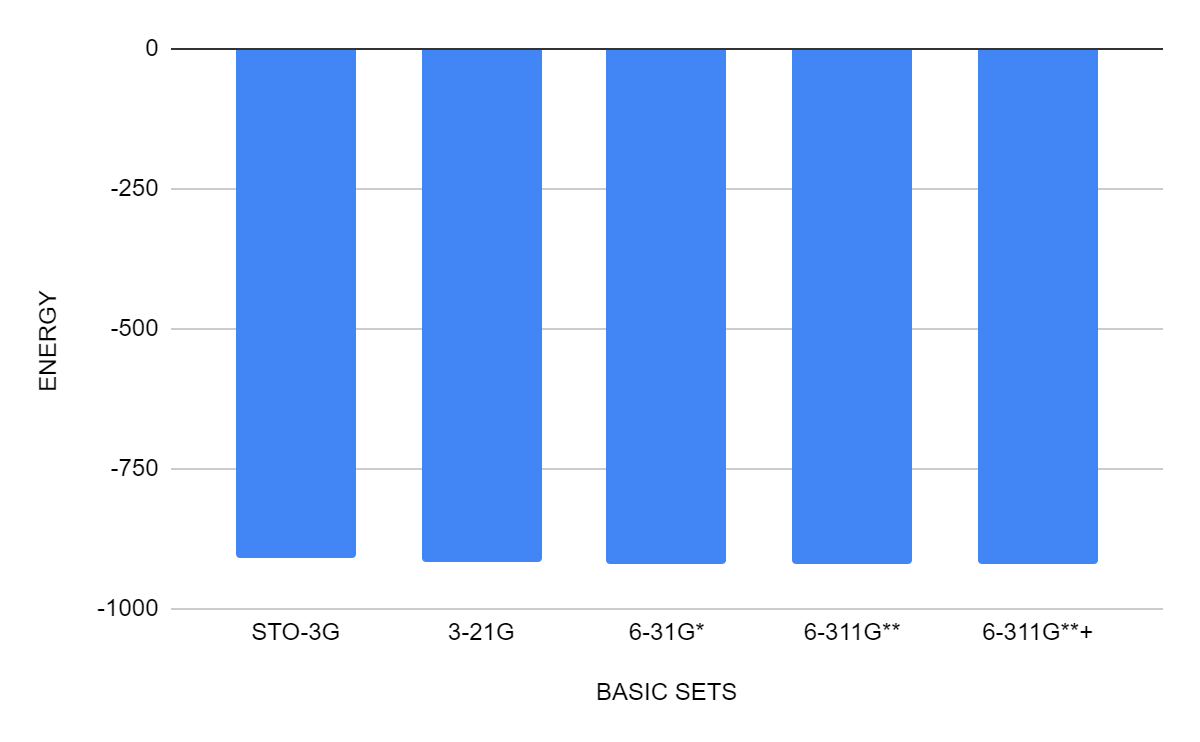 0
-250
-500
-750
-1000
ENERGY
STO-3G
3-21G
6-31G*
6-311G**
6-311G**+
BASIC SETS